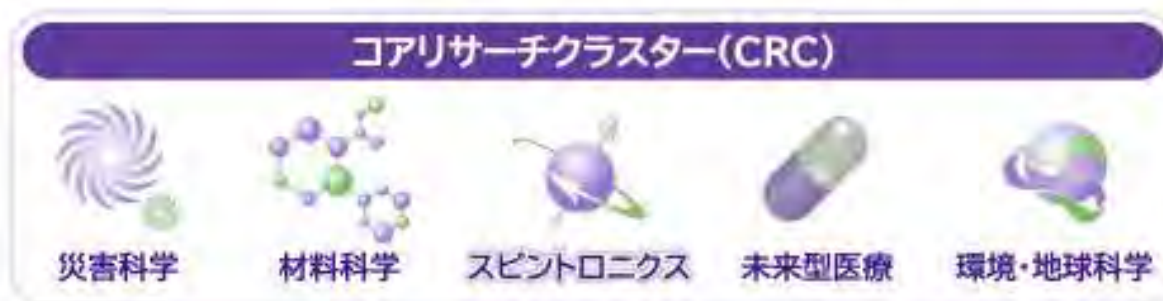 コアリサーチクラスター(CRC)
災害科学
材料科学
スピントロニクス
未来型医療
環境・地球科学